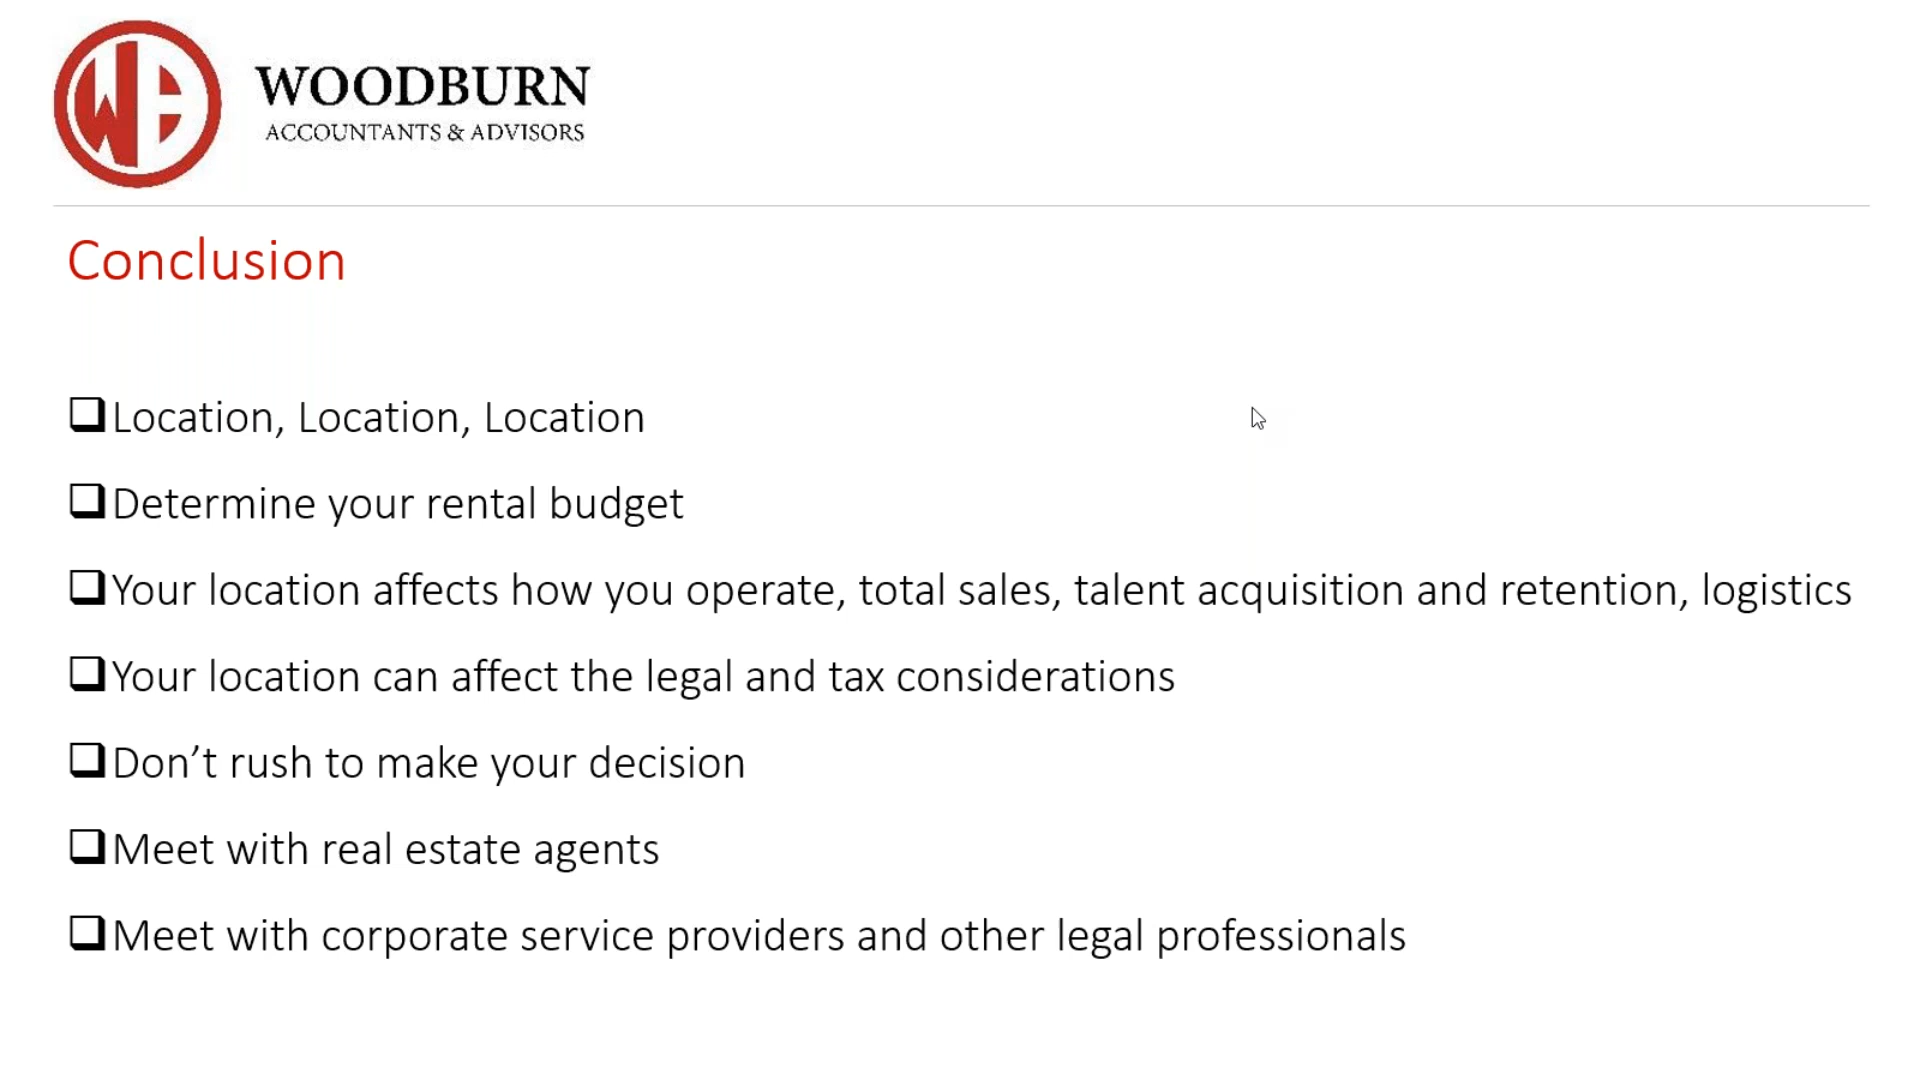 WOODBURN
ACCOUNTANTS & ADVISORS
Conclusion
Location, Location, Location
Determine your rental budget
Your location affects how you operate, total sales, talent acquisition and retention, logistics
Your location can affect the legal and tax considerations
Don’t rush to make your decision
Meet with real estate agents
Meet with corporate service providers and other legal professionals